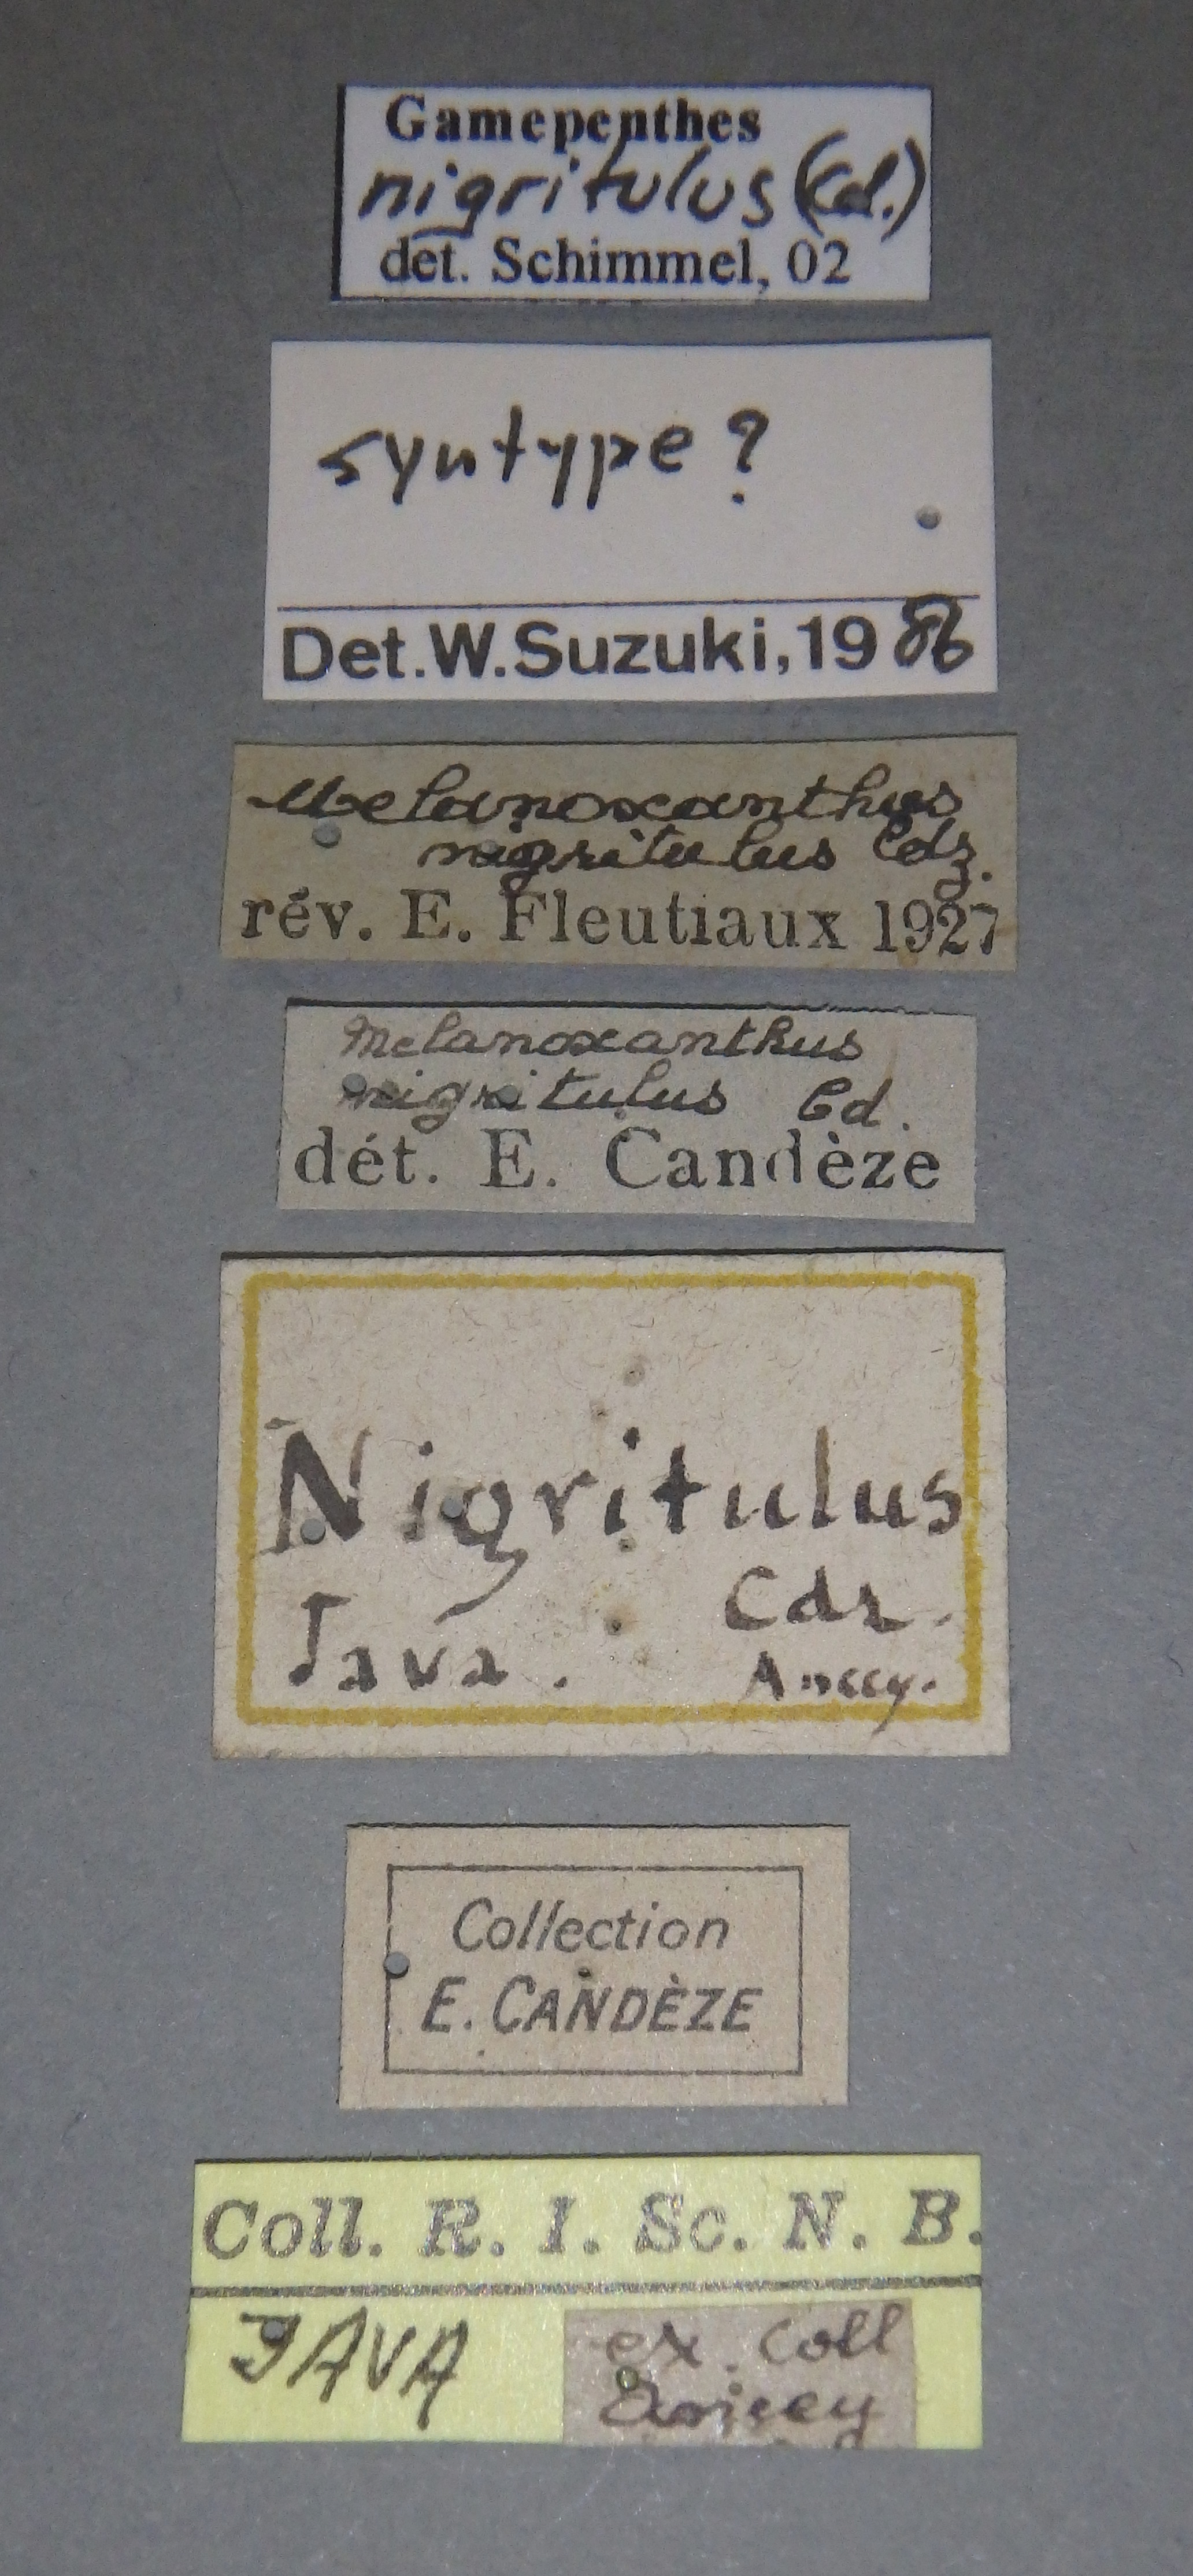 Gamepenthes
nigritulus (Cd.)
det. Schimmel, 02
syntype?
Det.W.Suzuki,1986
Melanoxanthus
nigritulus Cdz.
rév. E. Fleutiaux 1927
Melanoxanthus
nigritulus Cd.
dét. E. Candèze
Nigritulus
Cdz.
Java. Ancey.
Collection
E. CANDÈZE
Coll. R. I. Sc. N. B.
JAVA
ex. Coll